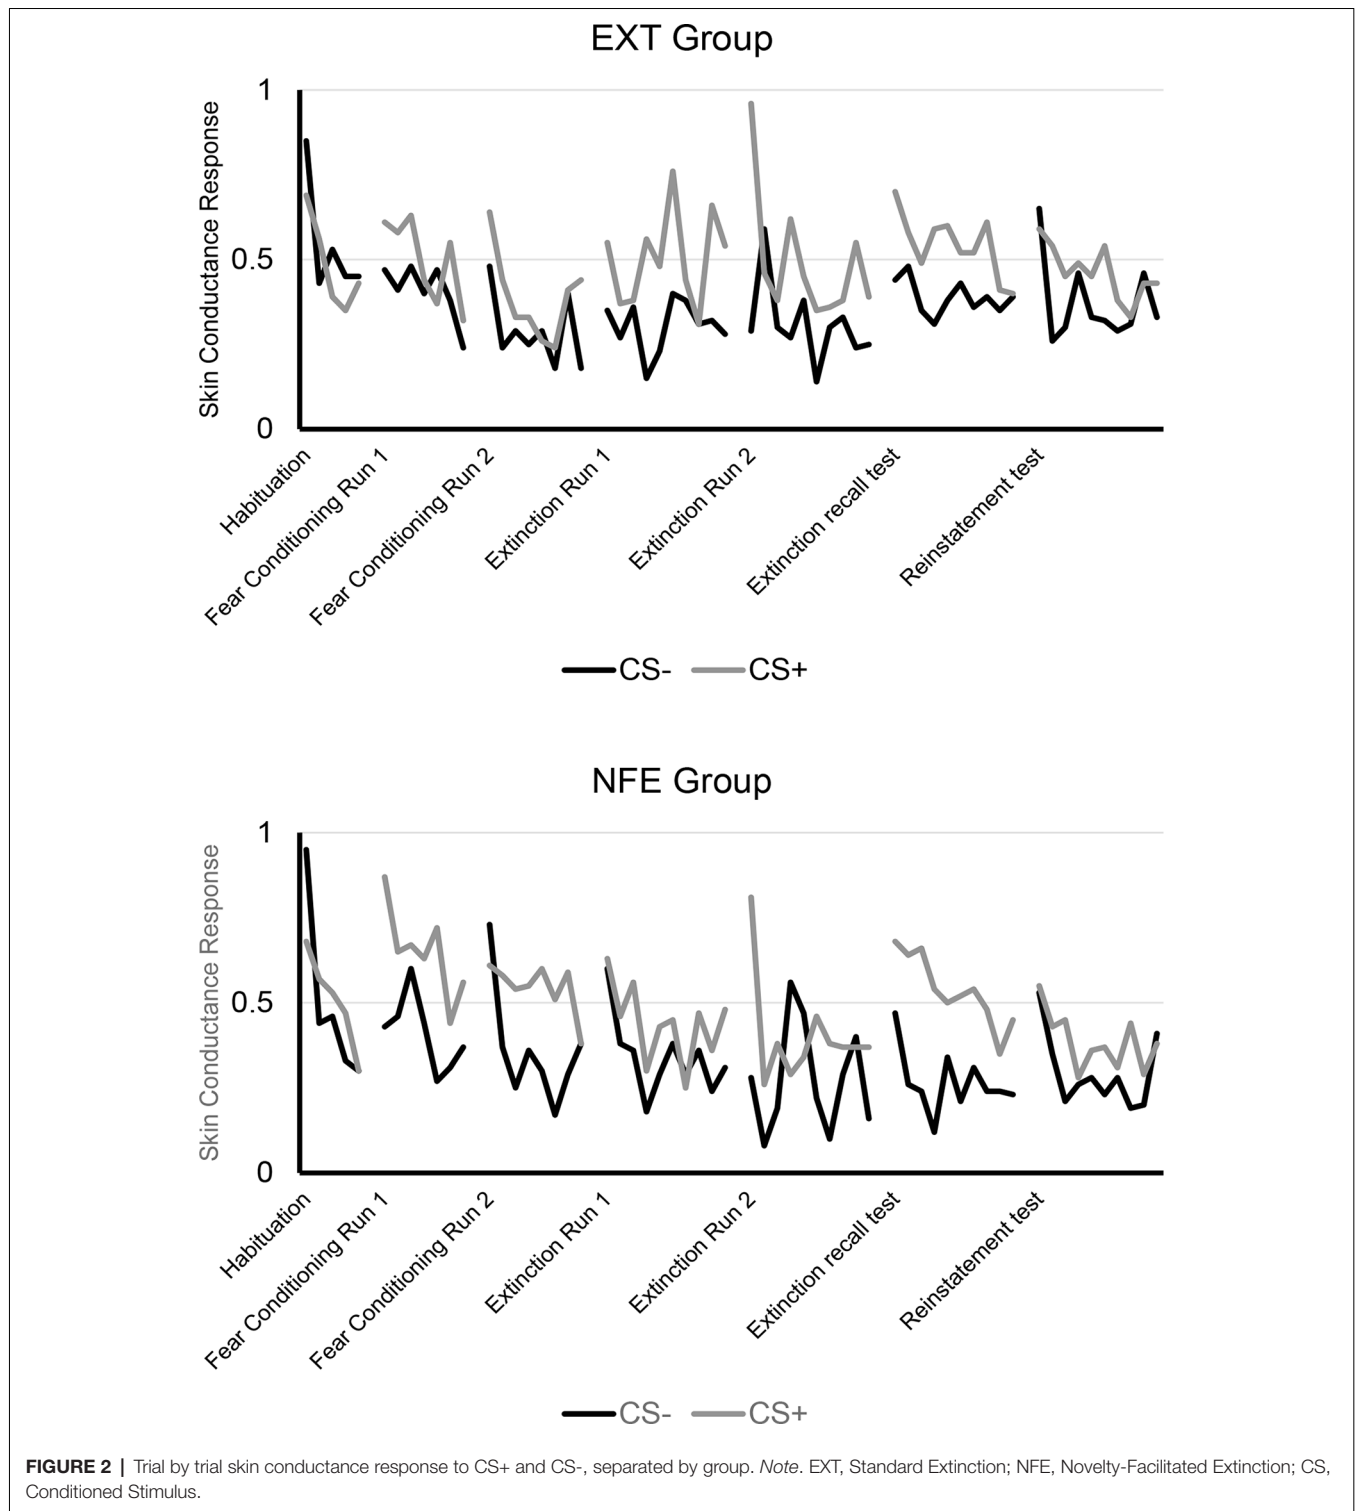 EXT Group
1
0.5
0
Skin Conductance Response
Habituation
Fear Conditioning Run 1
Fear Conditioning Run 2
Extinction Run 1
Extinction Run 2
Extinction recall test
Reinstatement test
CS- CS+
NFE Group
1
0.5
0
Skin Conductance Response
Habituation
Fear Conditioning Run 1
Fear Conditioning Run 2
Extinction Run 1
Extinction Run 2
Extinction recall test
Reinstatement test
CS- CS+
FIGURE 2 | Trial by trial skin conductance response to CS+ and CS-, separated by group. Note. EXT, Standard Extinction; NFE, Novelty-Facilitated Extinction; CS,
Conditioned Stimulus.